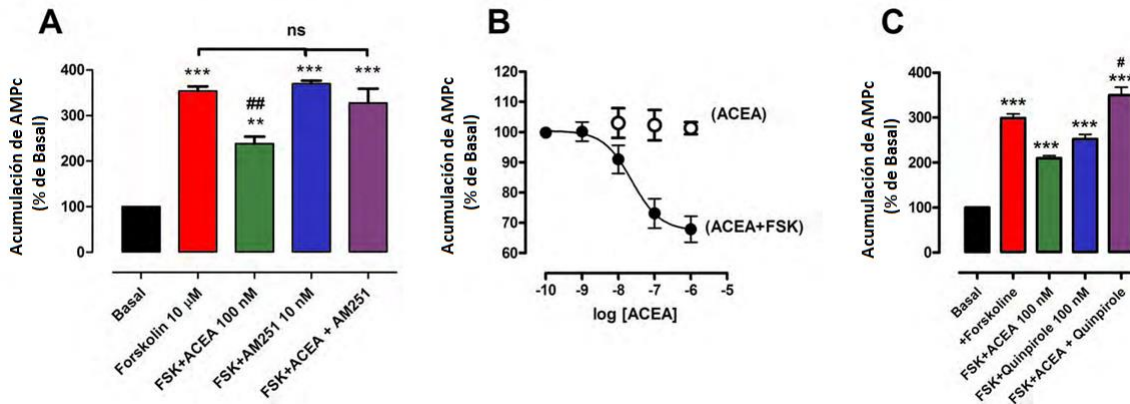 A
Acumulación de AMPc
(% de Basal)
400
300
200
100
0
ns
***
##
**
***
***
Basal
Forskolin 10 µM
FSK+ACEA 100 nM
FSK+AM251 10 nM
FSK+ACEA + AM251
B
Acumulación de AMPc
(% de Basal)
120
110
100
90
80
70
60
(ACEA)
(ACEA+FSK)
-10 -9 -8 -7 -6 -5
log [ACEA]
C
Acumulación de AMPc
(% de Basal)
400
300
200
100
0
***
***
***
#
***
Basal
+Forskoline
FSK+ACEA 100 nM
FSK+Quinpirole 100 nM
FSK+ACEA + Quinpirole